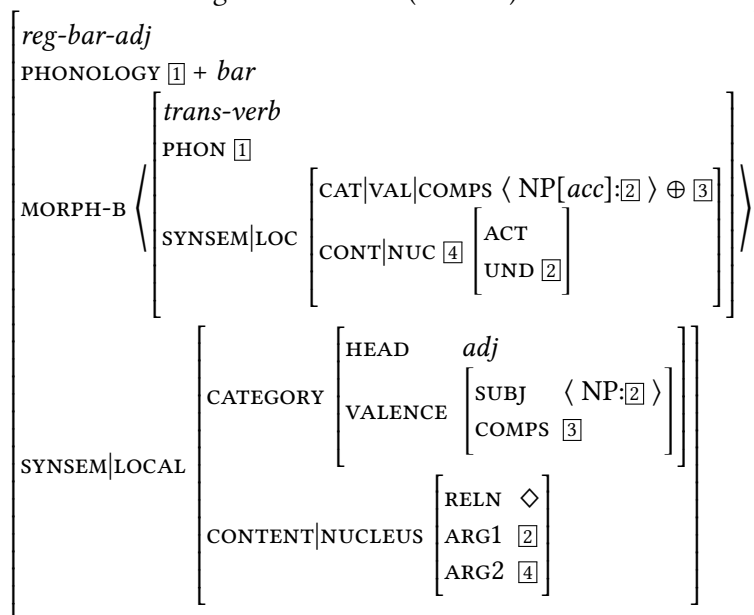 reg-bar-adj
PHONOLOGY 1 + bar
trans-verb
PHON 1
MORPH-B ⟨ ⟩
CAT|VAL|COMPS ⟨ NP[acc]:2 ⟩ ⊕ 3
SYNSEM|LOC
CONT|NUC 4
ACT
UND 2
HEAD adj
CATEGORY
VALENCE
SUBJ ⟨ NP:2 ⟩
COMPS 3
SYNSEM|LOCAL
RELN ◇
CONTENT|NUCLEUS
ARG1 2
ARG2 4